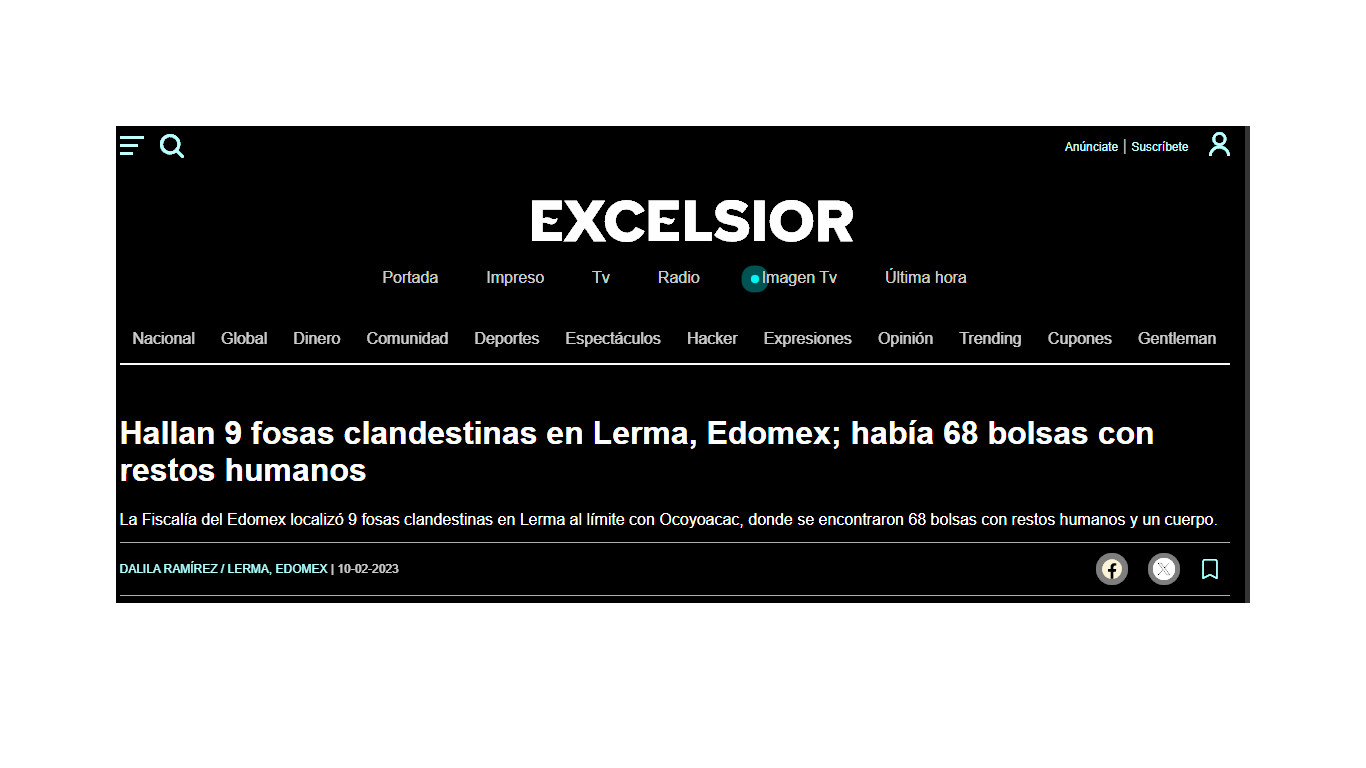 Anúnciate | Suscríbete
EXCELSIOR
Portada Impreso Tv Radio Imagen Tv Última hora
Nacional Global Dinero Comunidad Deportes Espectáculos Hacker Expresiones Opinión Trending Cupones Gentleman
Hallan 9 fosas clandestinas en Lerma, Edomex; había 68 bolsas con
restos humanos
La Fiscalía del Edomex localizó 9 fosas clandestinas en Lerma al límite con Ocoyoacac, donde se encontraron 68 bolsas con restos humanos y un cuerpo.
DALILA RAMÍREZ / LERMA, EDOMEX | 10-02-2023